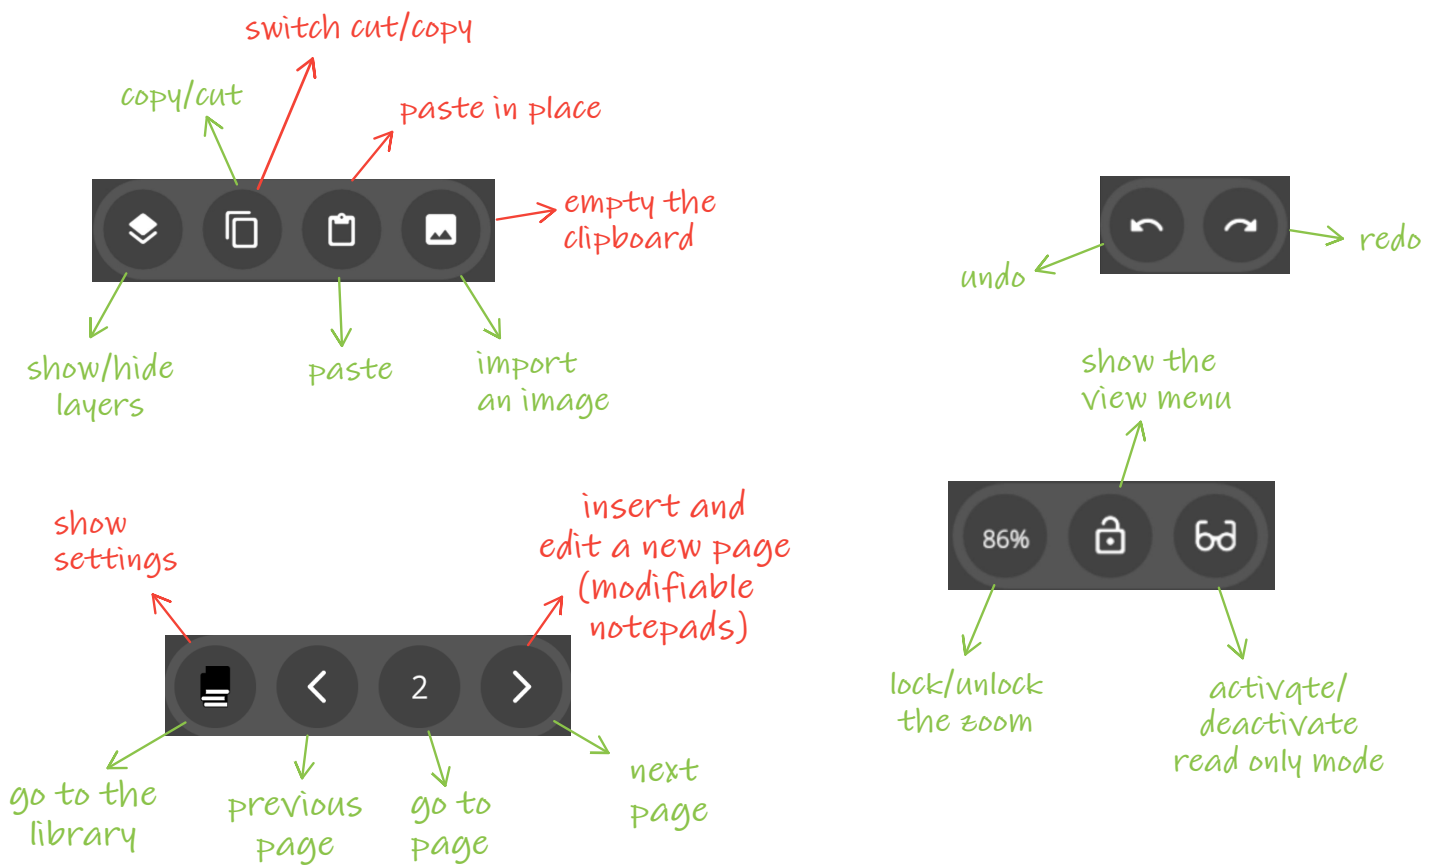 switch cut/copy
copy/cut
paste in place
empty the
clipboard
show/hide
layers
paste
import
an image
undo
redo
show the
view menu
86%
lock/unlock
the zoom
activate/
deactivate
read only mode
show
settings
insert and
edit a new page
(modifiable
notepads)
2
go to the
library
previous
page
go to
page
next
page